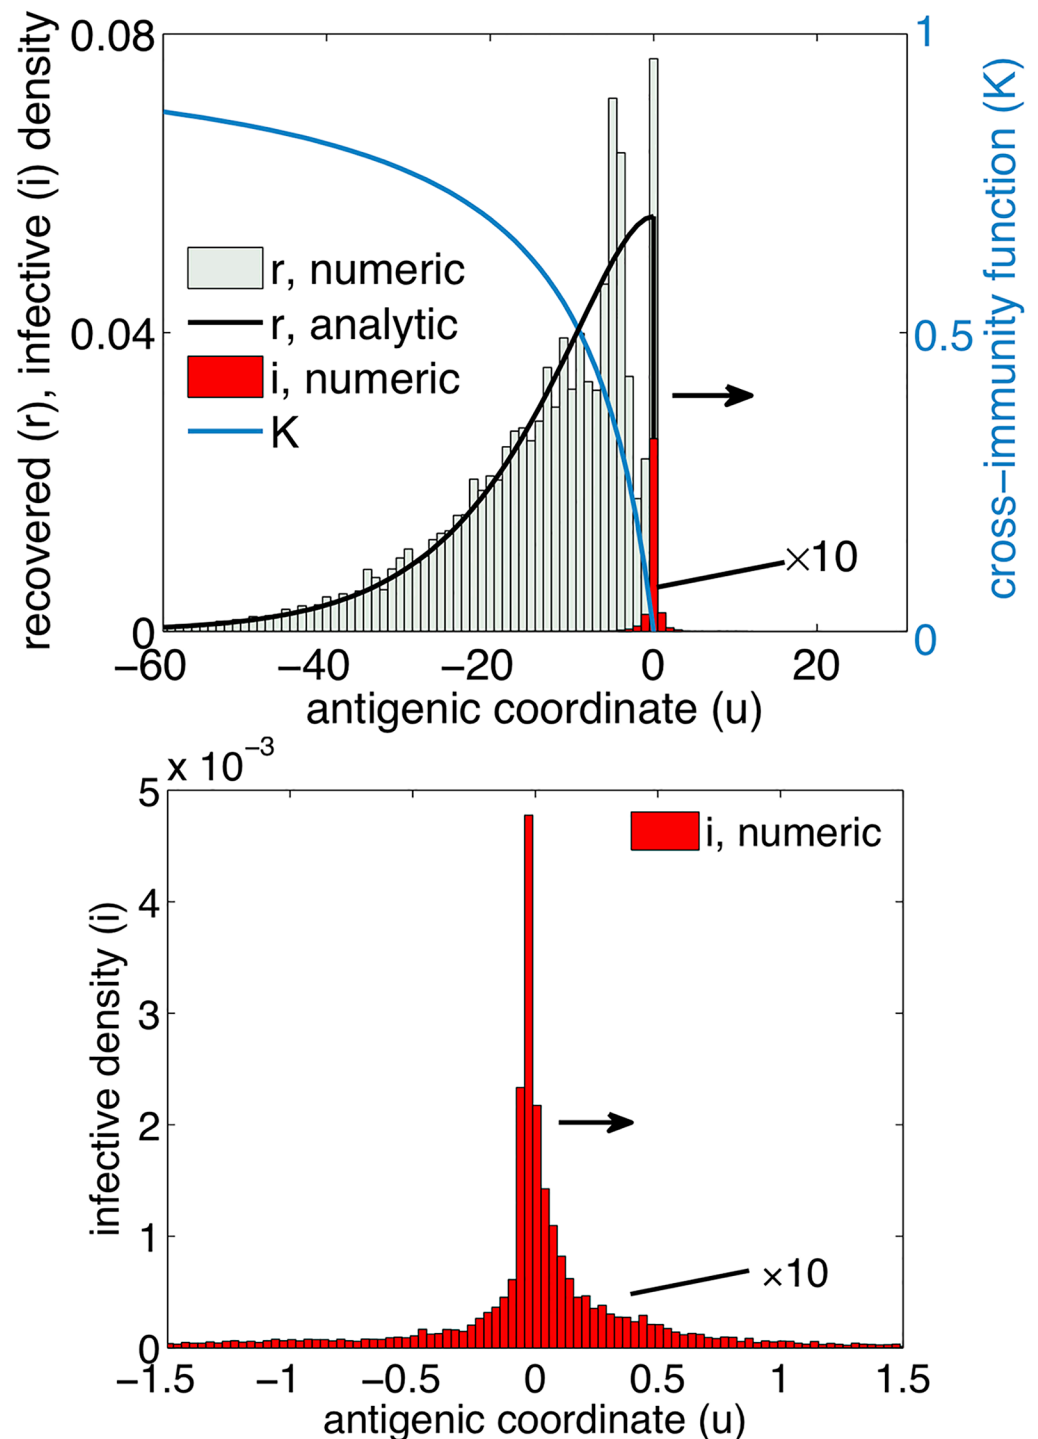 recovered (r), infective (i) density
0.08
0.04
0
1
0.5
0
cross−immunity function (K)
r, numeric
r, analytic
i, numeric
K
×10
−60 −40 −20 0 20
antigenic coordinate (u)
x 10−3
5
4
3
2
1
0
infective density (i)
i, numeric
×10
−1.5 −1 −0.5 0 0.5 1 1.5
antigenic coordinate (u)